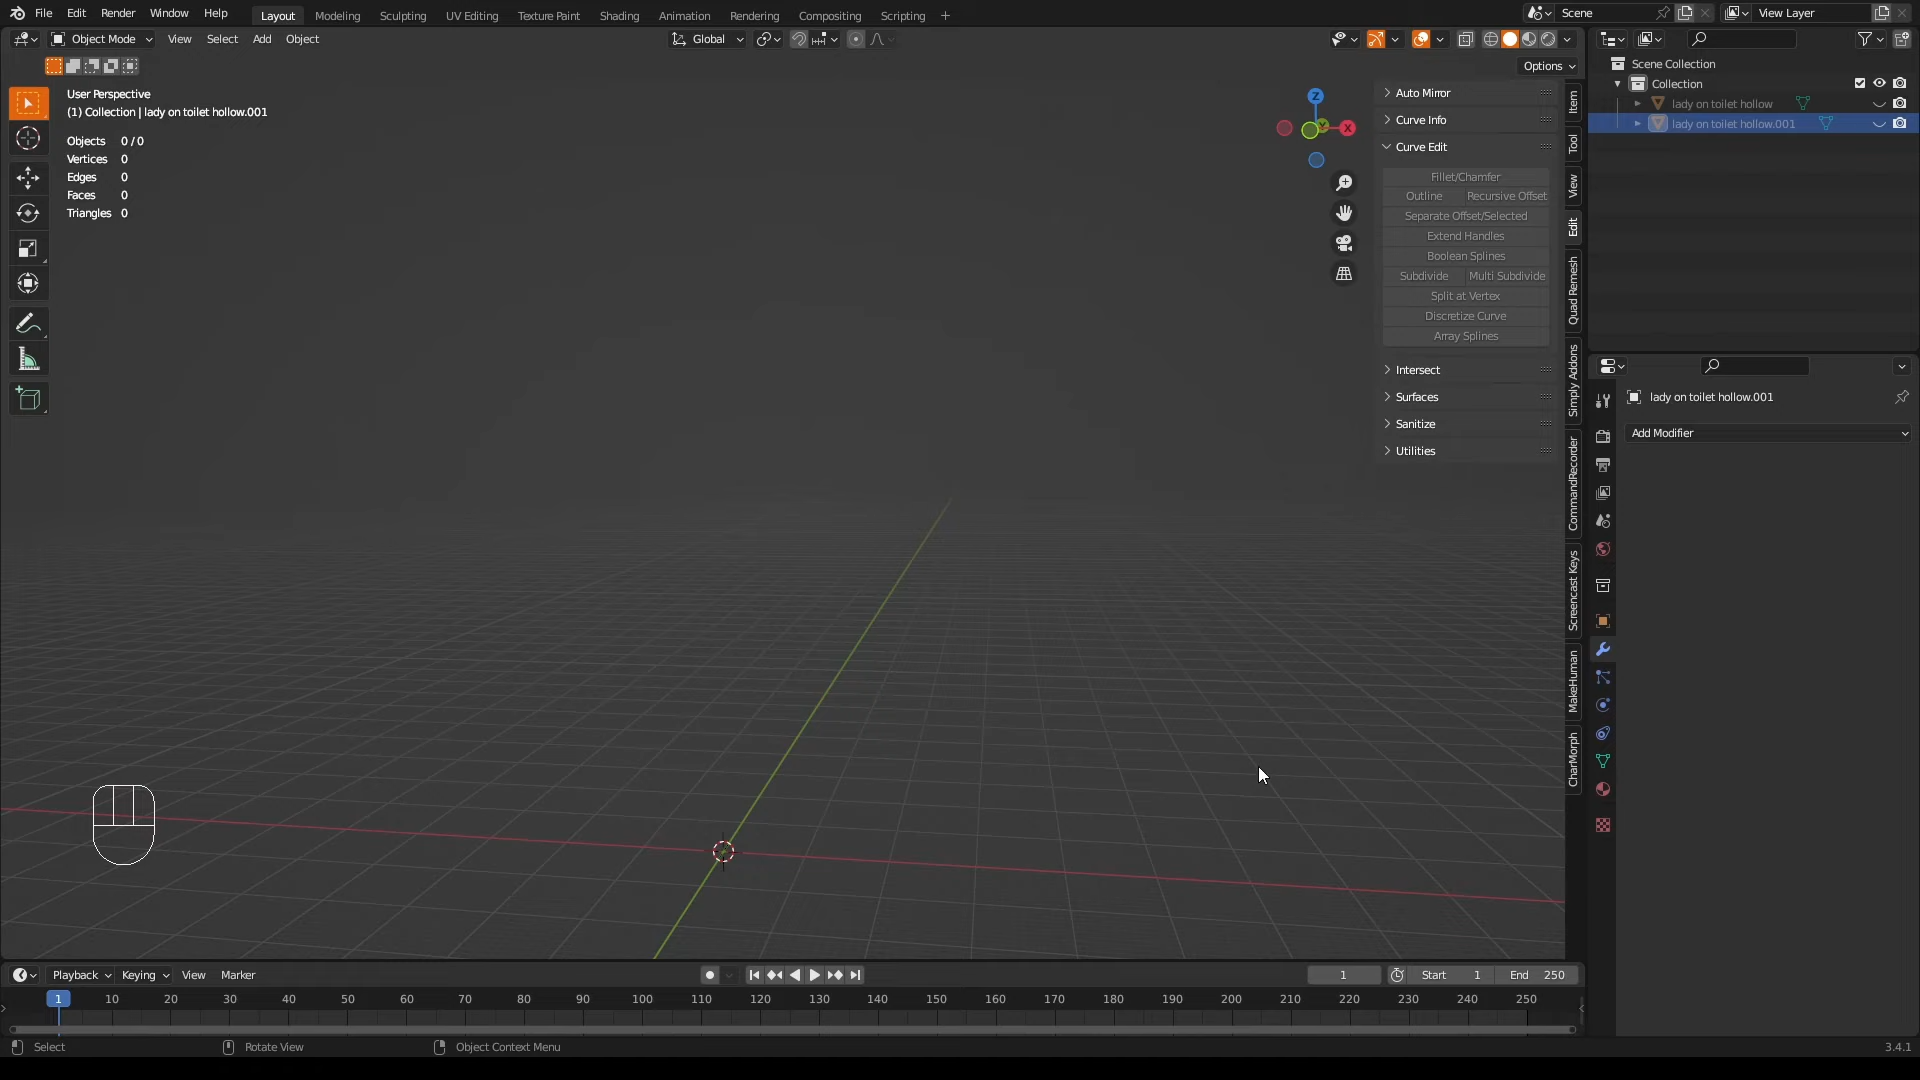 File Edit Render Window Help Layout Modeling Sculpting UV Editing Texture Paint Shading Animation Rendering Compositing Scripting + Scene View Layer
Object Mode View Select Add Object Global
Options
User Perspective
(1) Collection | lady on toilet hollow.001
Objects 0 / 0
Vertices 0
Edges 0
Faces 0
Triangles 0
Z
Y
X
Auto Mirror
Curve Info
Curve Edit
Fillet/Chamfer
Outline Recursive Offset
Separate Offset/Selected
Extend Handles
Boolean Splines
Subdivide Multi Subdivide
Split at Vertex
Discretize Curve
Array Splines
Intersect
Surfaces
Sanitize
Utilities
Item
Tool
View
Edit
Quad Remesh
Simply Addons
CommandRecorder
Screencast Keys
MakeHuman
CharMorph
Scene Collection
Collection
lady on toilet hollow
lady on toilet hollow.001
lady on toilet hollow.001
Add Modifier
Playback Keying View Marker 1 Start 1 End 250
1 10 20 30 40 50 60 70 80 90 100 110 120 130 140 150 160 170 180 190 200 210 220 230 240 250
Select Rotate View Object Context Menu 3.4.1